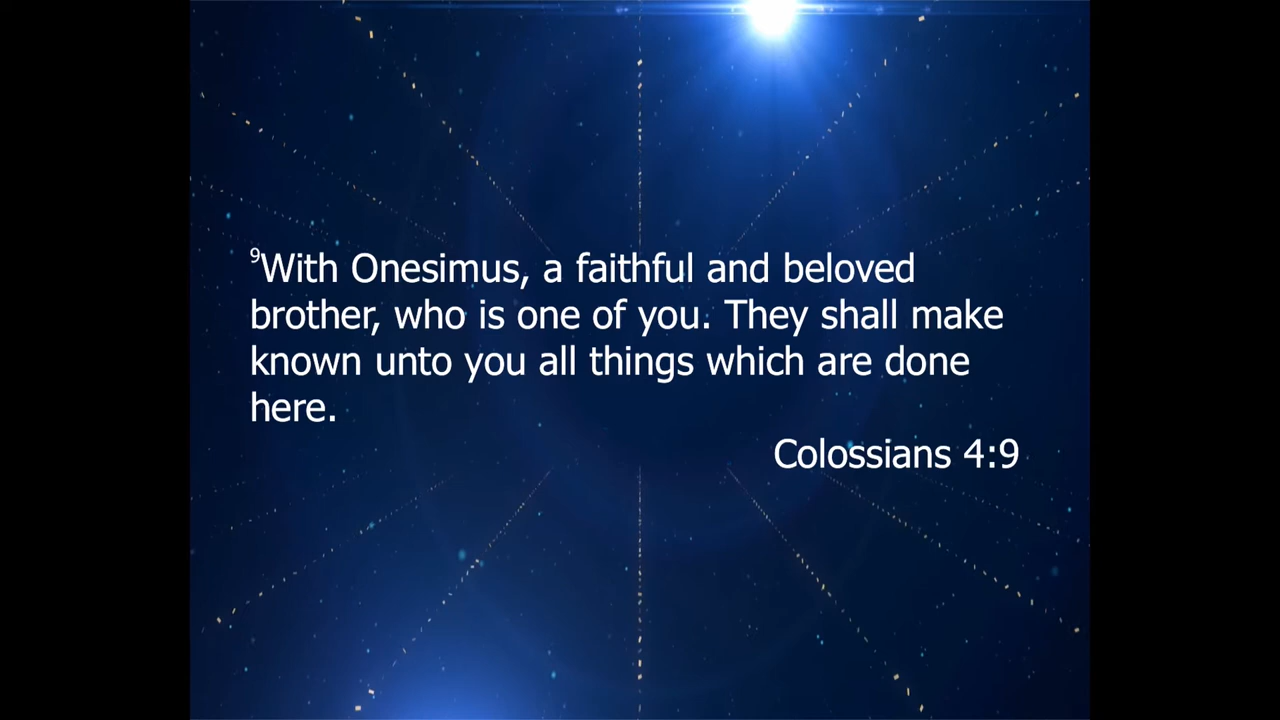 ⁹With Onesimus, a faithful and beloved
brother, who is one of you. They shall make
known unto you all things which are done
here.
Colossians 4:9